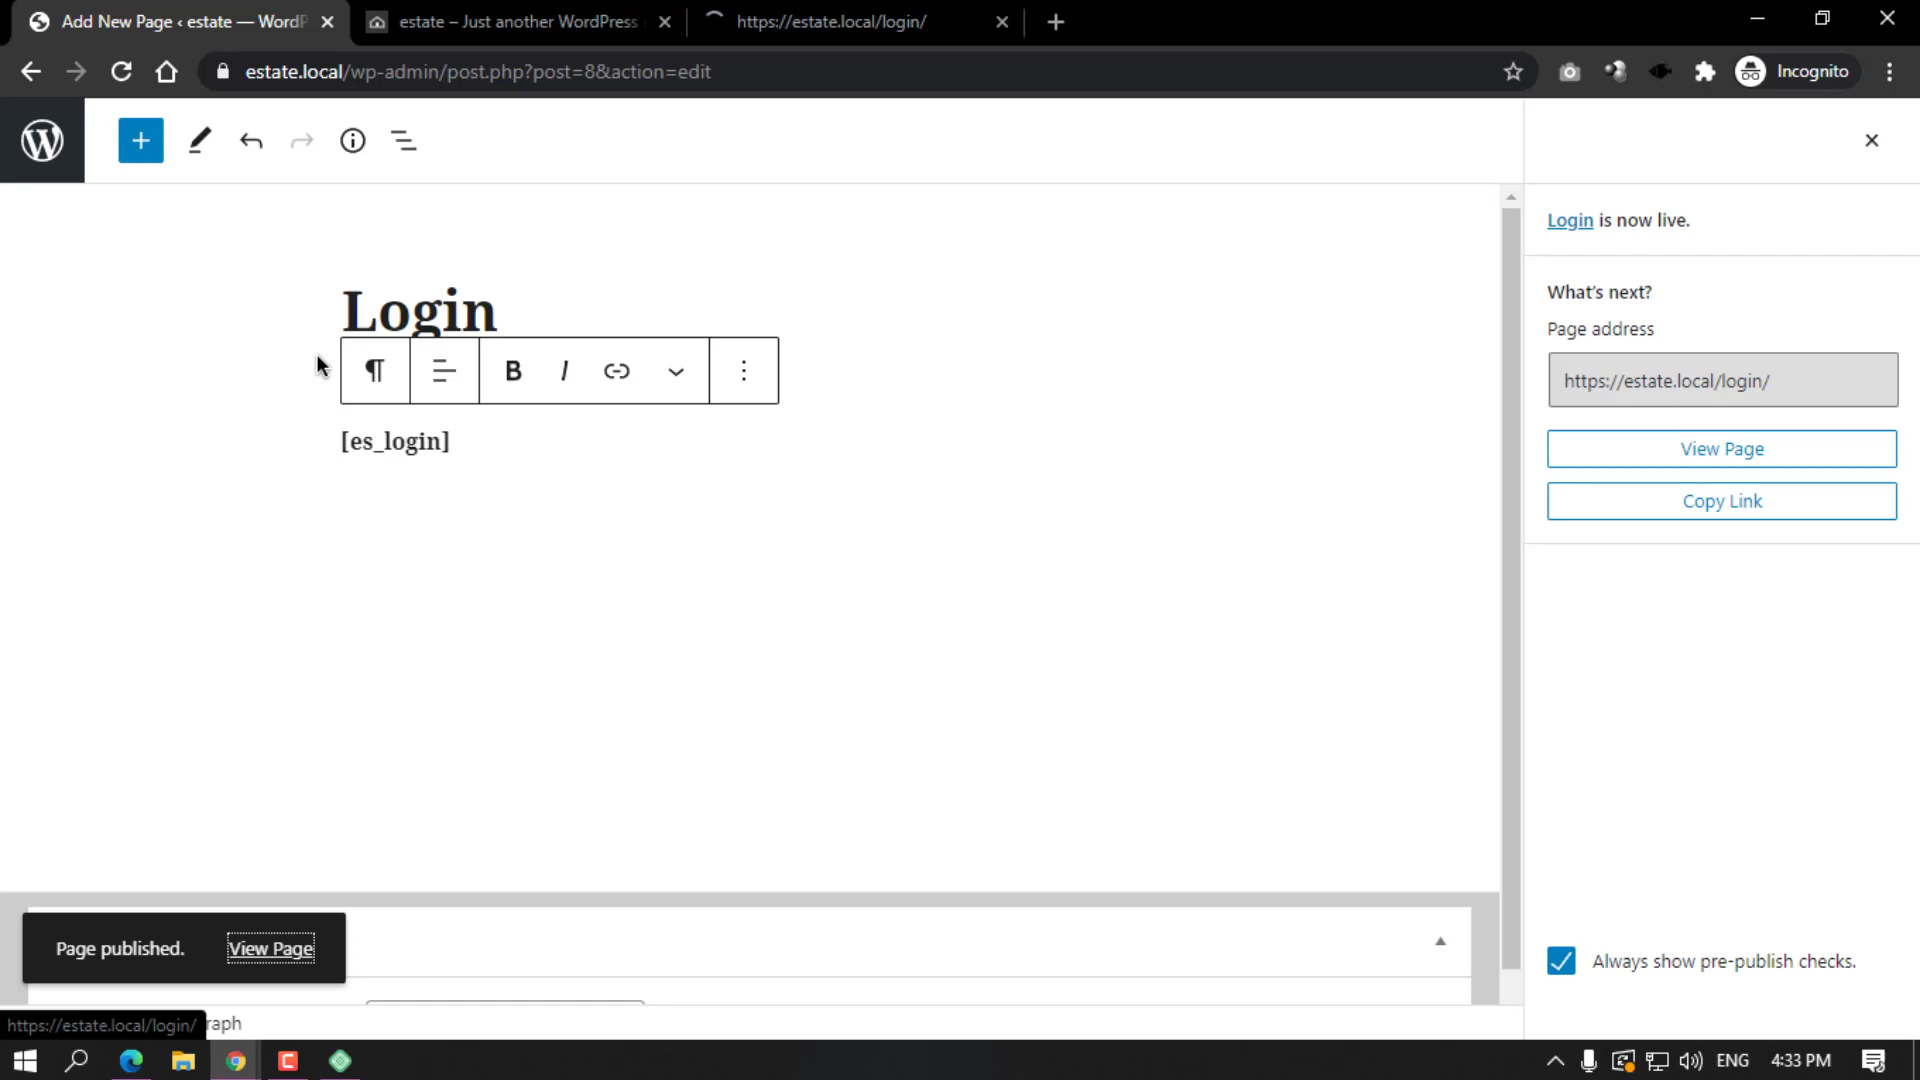 Add New Page ‹ estate — WordP
estate – Just another WordPress
https://estate.local/login/
estate.local/wp-admin/post.php?post=8&action=edit
Incognito
Login is now live.
Login
What's next?
Page address
B I
https://estate.local/login/
[es_login]
View Page
Copy Link
Page published. View Page
Always show pre-publish checks.
https://estate.local/login/ raph
ENG 4:33 PM